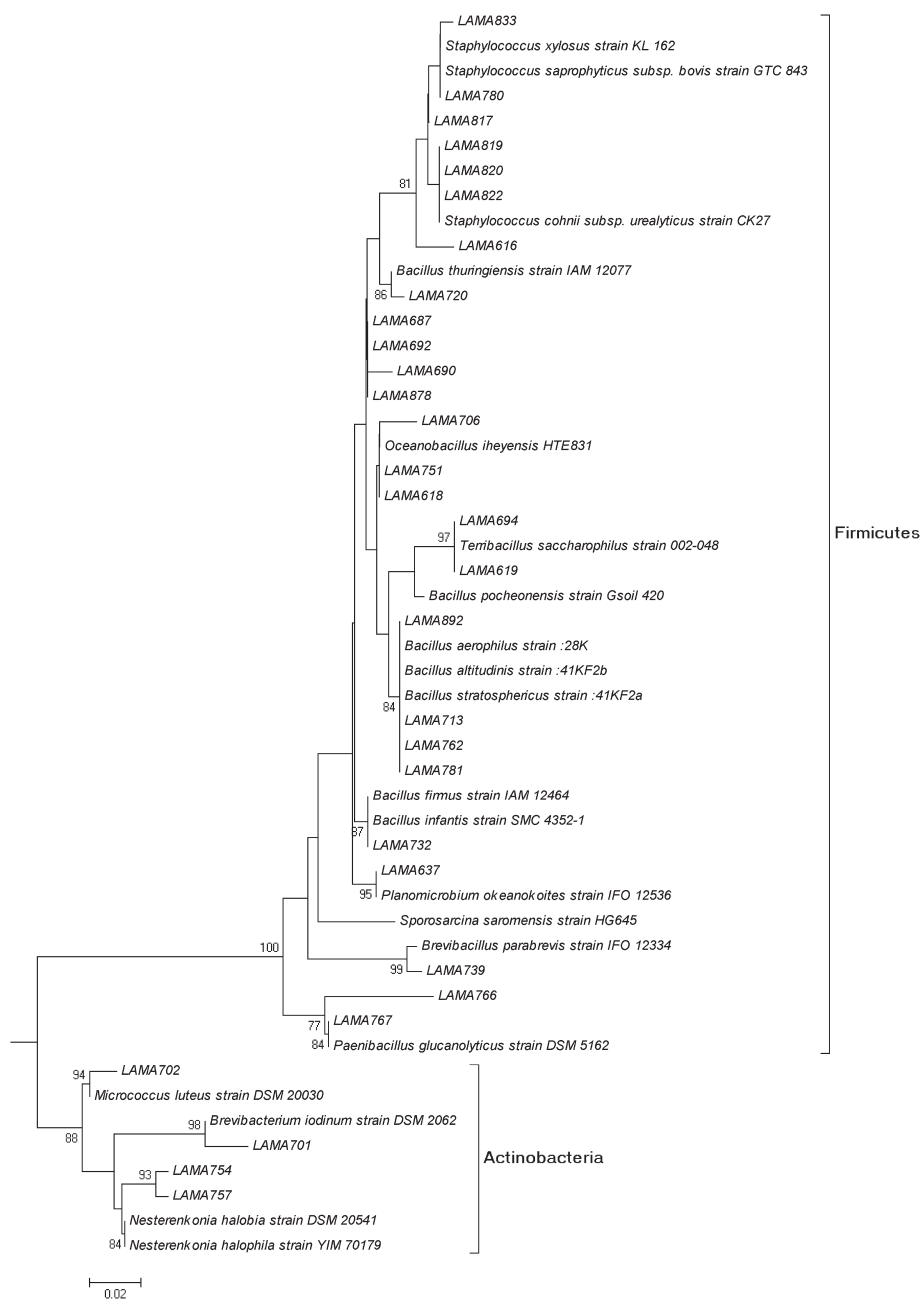 LAMA833
Staphylococcus xylosus strain KL 162
Staphylococcus saprophyticus subsp. bovis strain GTC 843
LAMA780
LAMA817
LAMA819
LAMA820
LAMA822
81
Staphylococcus cohnii subsp. urealyticus strain CK27
LAMA616
Bacillus thuringiensis strain IAM 12077
86
LAMA720
LAMA687
LAMA692
LAMA690
LAMA878
LAMA706
Oceanobacillus iheyensis HTE831
LAMA751
LAMA618
LAMA694
Firmicutes
97
Terribacillus saccharophilus strain 002-048
LAMA619
Bacillus pocheonensis strain Gsoil 420
LAMA892
Bacillus aerophilus strain :28K
Bacillus altitudinis strain :41KF2b
Bacillus stratosphericus strain :41KF2a
84
LAMA713
LAMA762
LAMA781
Bacillus firmus strain IAM 12464
Bacillus infantis strain SMC 4352-1
87
LAMA732
LAMA637
95
Planomicrobium okeanokoites strain IFO 12536
Sporosarcina saromensis strain HG645
100
Brevibacillus parabrevis strain IFO 12334
99
LAMA739
LAMA766
77
LAMA767
84
Paenibacillus glucanolyticus strain DSM 5162
94
LAMA702
Micrococcus luteus strain DSM 20030
88
98
Brevibacterium iodinum strain DSM 2062
LAMA701
Actinobacteria
93
LAMA754
LAMA757
Nesterenkonia halobia strain DSM 20541
84
Nesterenkonia halophila strain YIM 70179
0.02